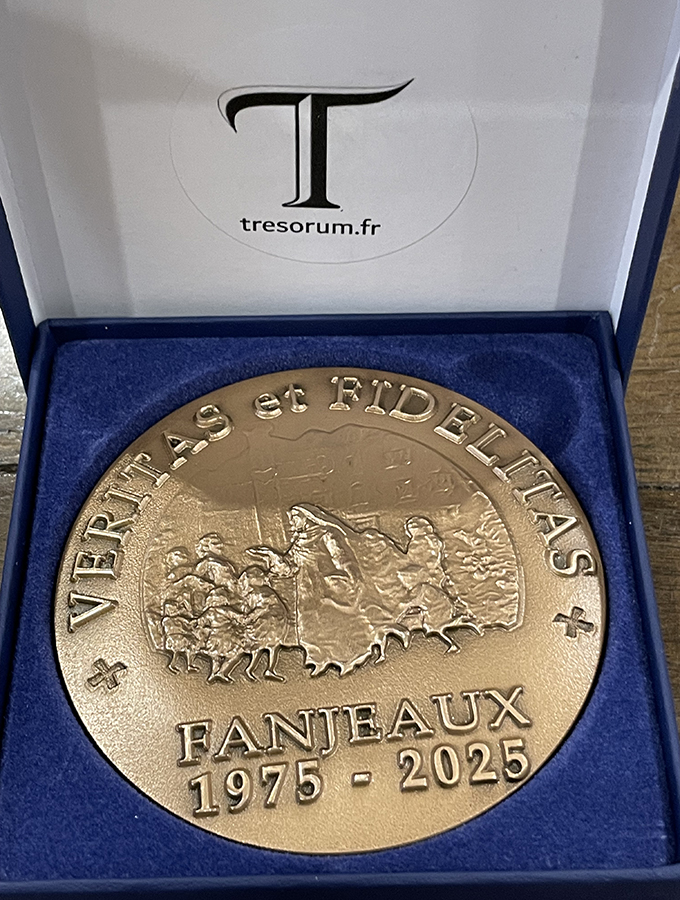 T
tresorum.fr
VERITAS et FIDELITAS
FANJEAUX
1975 - 2025